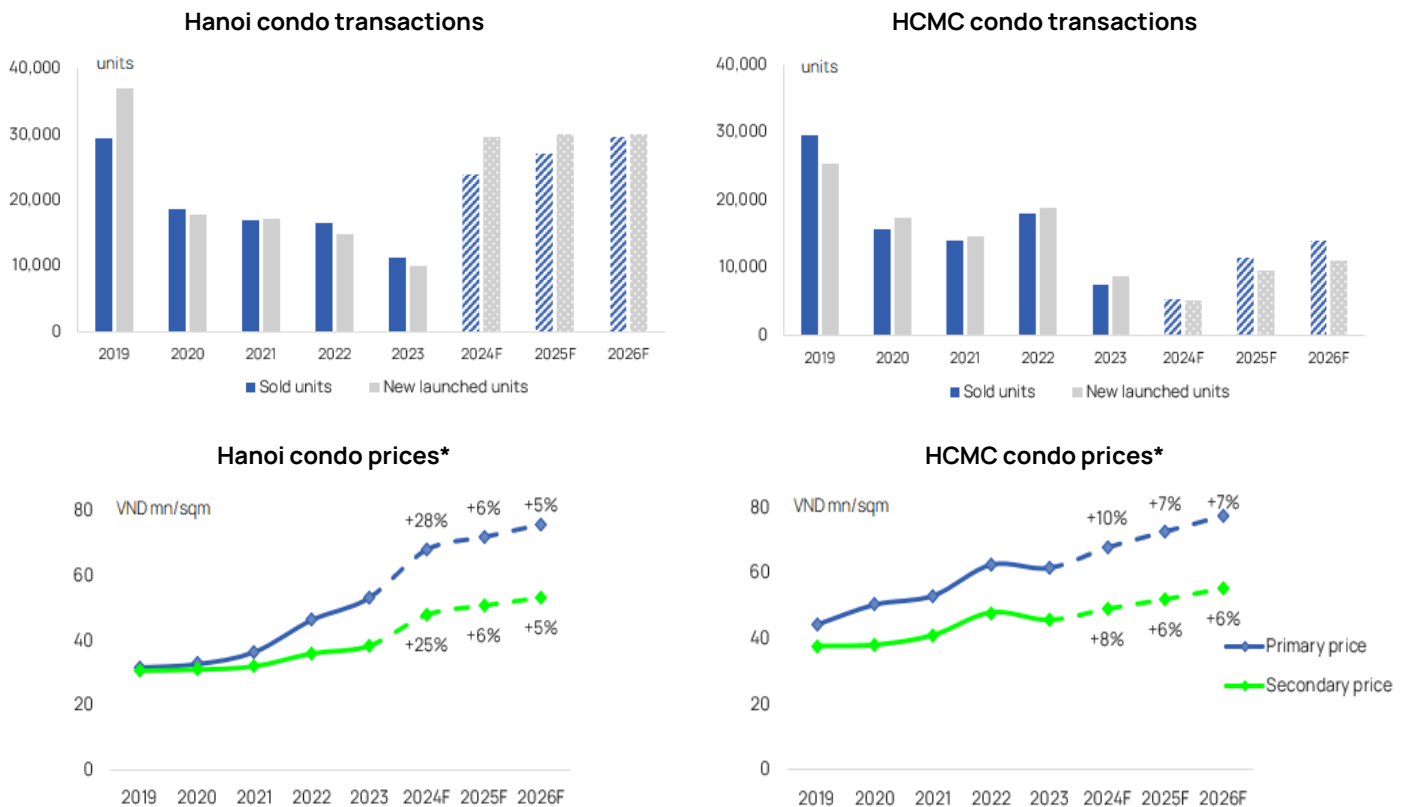 Hanoi condo transactions
units
40,000
30,000
20,000
10,000
0
2019 2020 2021 2022 2023 2024F 2025F 2026F
Sold units New launched units
HCMC condo transactions
units
40,000
30,000
20,000
10,000
0
2019 2020 2021 2022 2023 2024F 2025F 2026F
Sold units New launched units
Hanoi condo prices*
VND mn/sqm
80
60
40
20
0
+28% +6% +5%
+25% +6% +5%
2019 2020 2021 2022 2023 2024F 2025F 2026F
HCMC condo prices*
VND mn/sqm
80
60
40
20
0
+10% +7% +7%
+8% +6% +6%
Primary price
Secondary price
2019 2020 2021 2022 2023 2024F 2025F 2026F